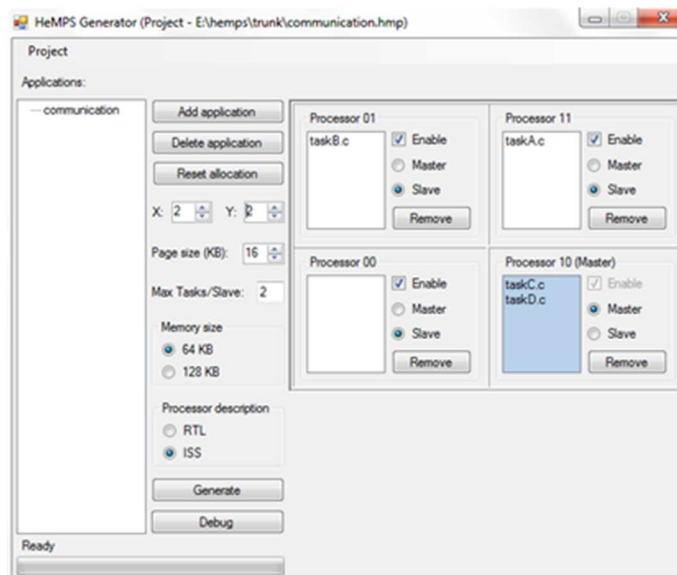 HeMPS Generator (Project - E:\hemps\trunk\communication.hmp)
Project
Applications:
communication
Add application
Delete application
Reset allocation
X: 2 Y: 2
Page size (KB): 16
Max Tasks/Slave: 2
Memory size
64 KB
128 KB
Processor description
RTL
ISS
Generate
Debug
Processor 01
taskB.c
Enable
Master
Slave
Remove
Processor 11
taskA.c
Enable
Master
Slave
Remove
Processor 00
Enable
Master
Slave
Remove
Processor 10 (Master)
taskC.c
taskD.c
Enable
Master
Slave
Remove
Ready